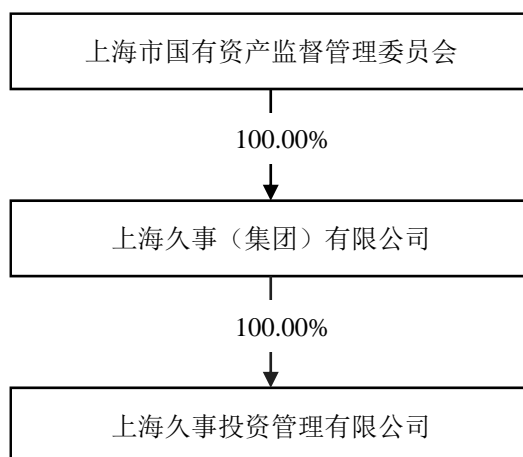 上海市国有资产监督管理委员会
100.00%
上海久事（集团）有限公司
100.00%
上海久事投资管理有限公司